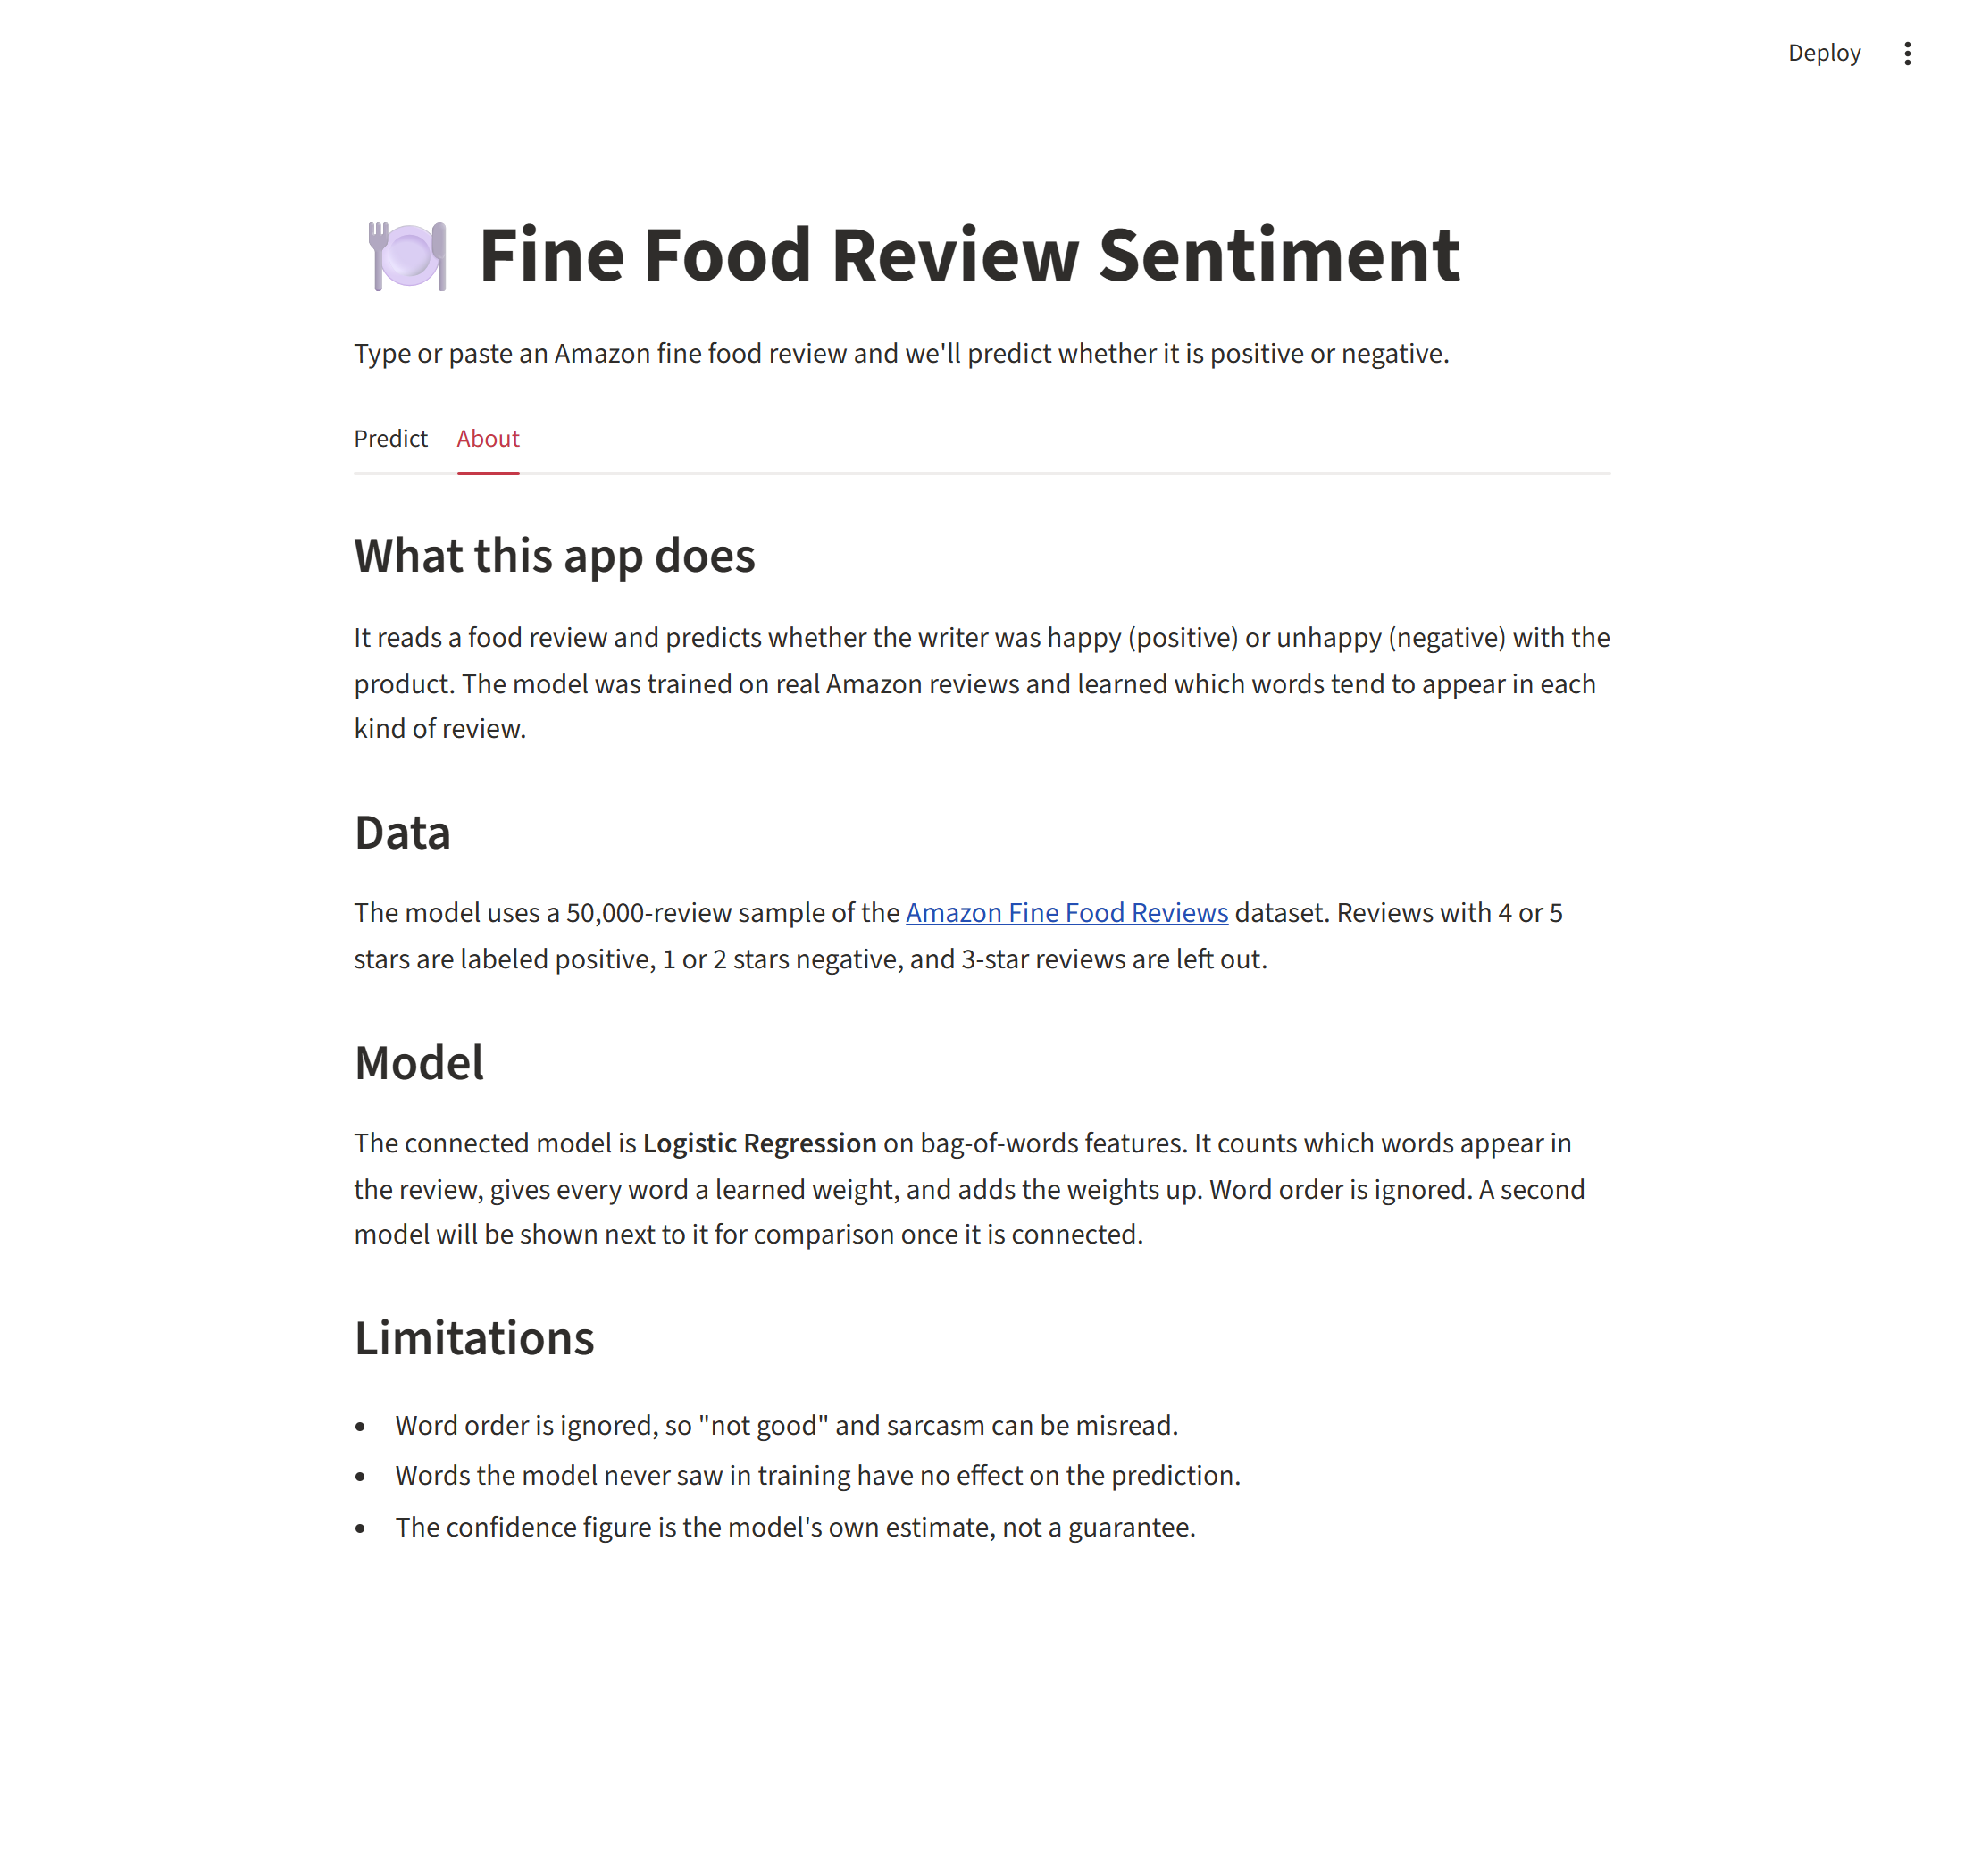 Deploy
Fine Food Review Sentiment
Type or paste an Amazon fine food review and we'll predict whether it is positive or negative.
Predict About
What this app does
It reads a food review and predicts whether the writer was happy (positive) or unhappy (negative) with the
product. The model was trained on real Amazon reviews and learned which words tend to appear in each
kind of review.
Data
The model uses a 50,000-review sample of the Amazon Fine Food Reviews dataset. Reviews with 4 or 5
stars are labeled positive, 1 or 2 stars negative, and 3-star reviews are left out.
Model
The connected model is Logistic Regression on bag-of-words features. It counts which words appear in
the review, gives every word a learned weight, and adds the weights up. Word order is ignored. A second
model will be shown next to it for comparison once it is connected.
Limitations
• Word order is ignored, so "not good" and sarcasm can be misread.
• Words the model never saw in training have no effect on the prediction.
• The confidence figure is the model's own estimate, not a guarantee.